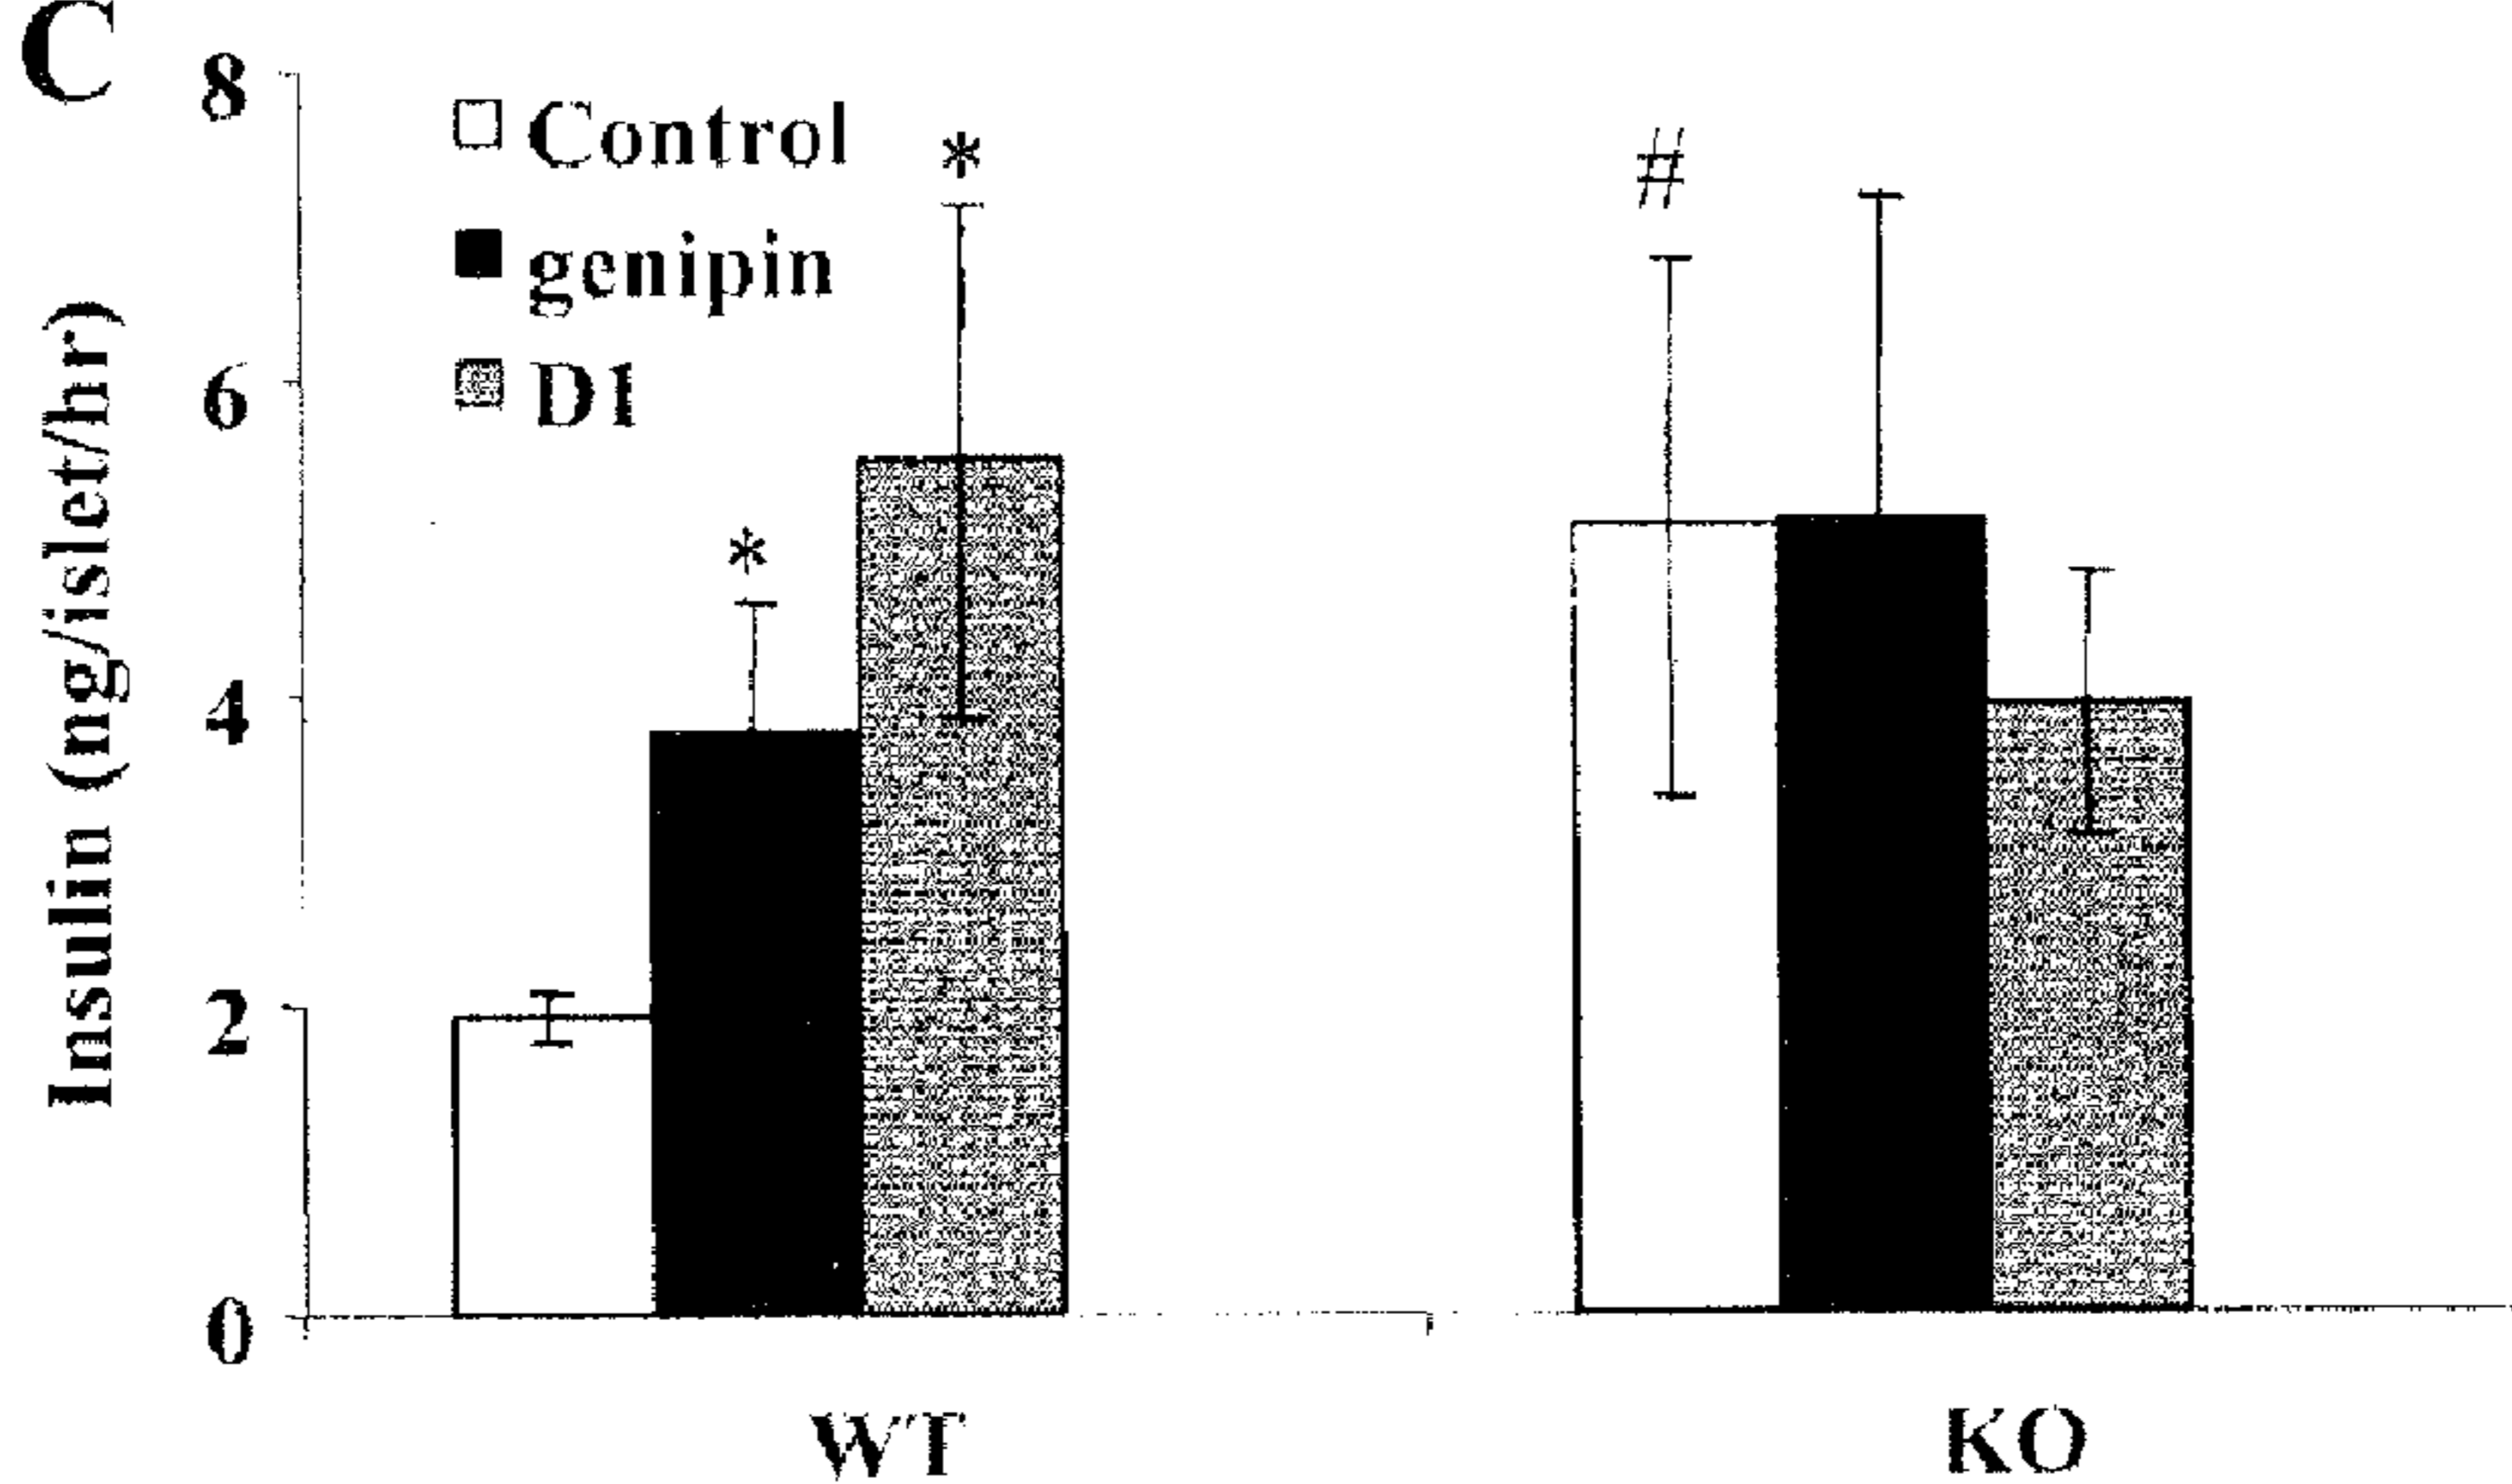 C
Insulin (ng/islet/hr)
8
6
4
2
0
Control
genipin
D1
*
*
#
WT
KO